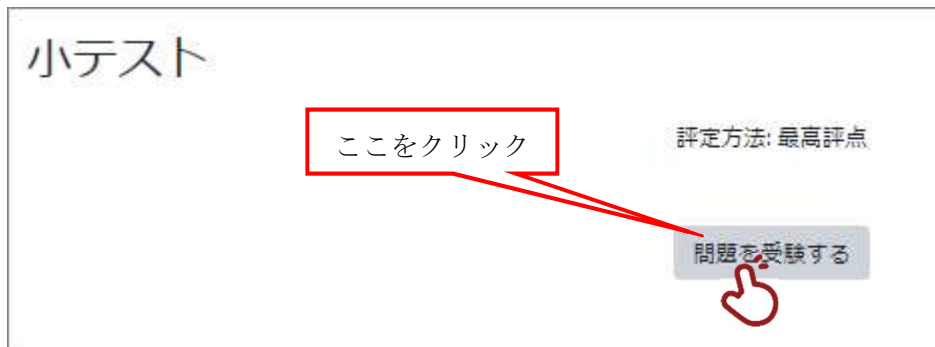 小テスト
ここをクリック
評定方法: 最高評点
問題を受験する